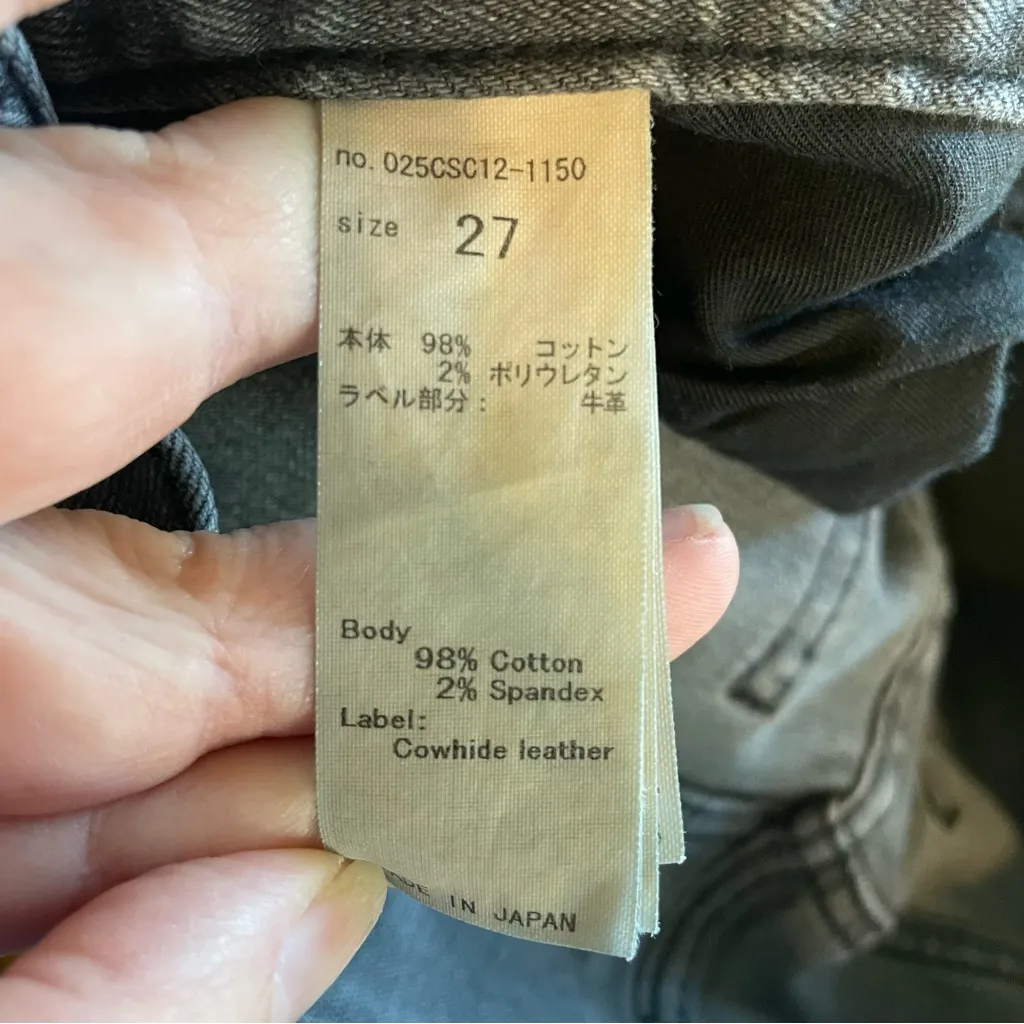 no. 025CSC12-1150
size 27
本体 98% コットン
2% ポリウレタン
ラベル部分: 牛革
Body
98% Cotton
2% Spandex
Label:
Cowhide leather
IN JAPAN